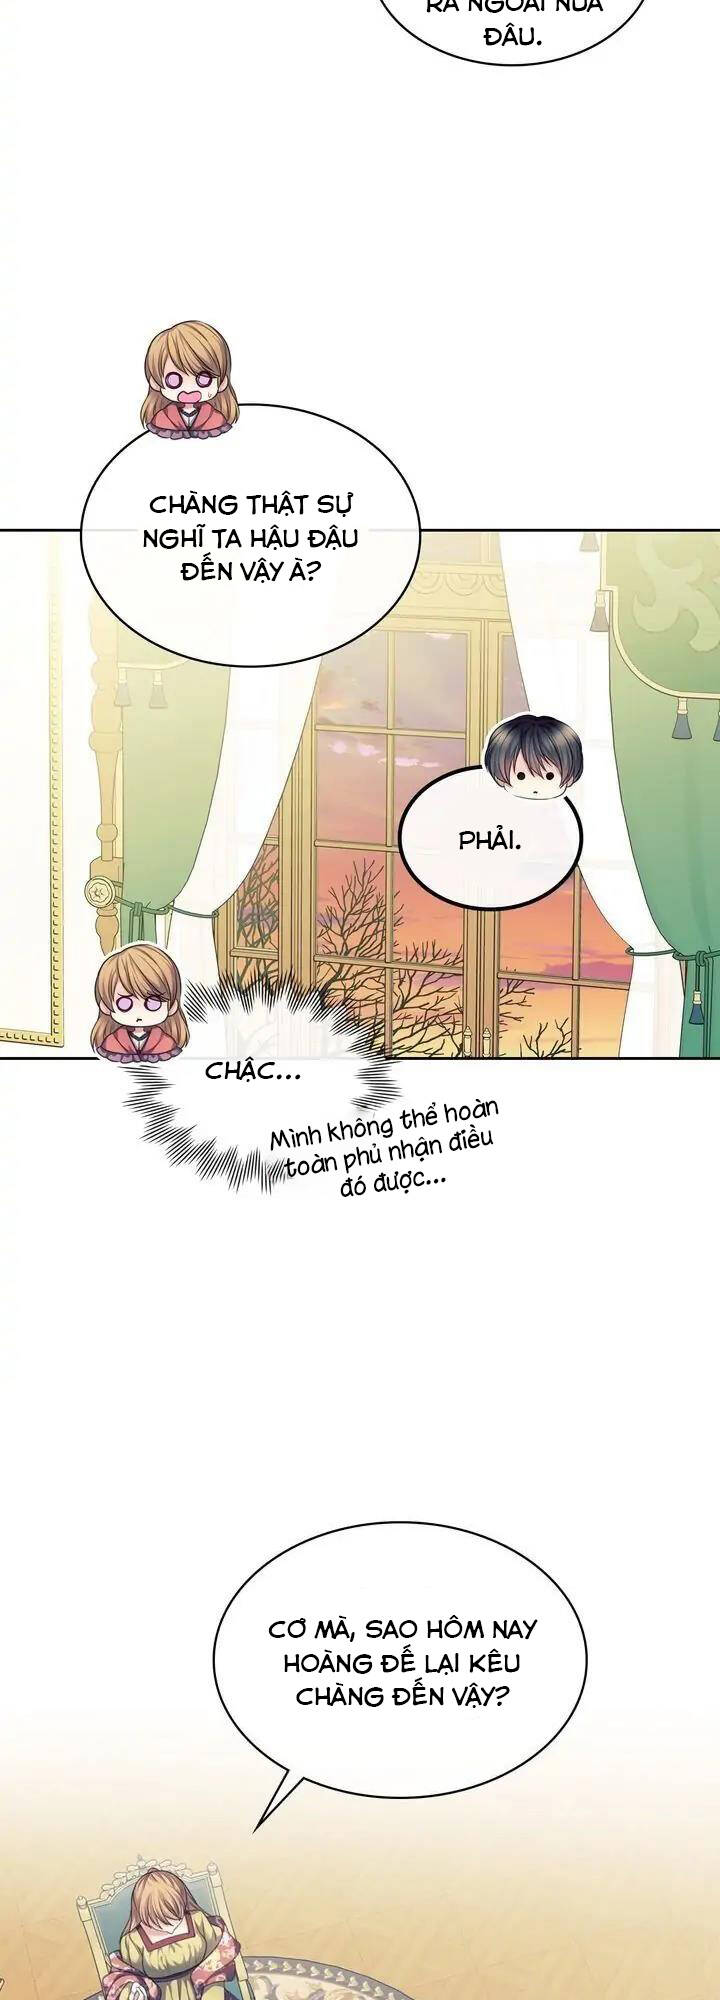 RA NGOÀI NỮA
ĐÂU.
CHÀNG THẬT SỰ
NGHĨ TA HẬU ĐẬU
ĐẾN VẬY À?
PHẢI.
CHẬC...
Mình không thể hoàn
toàn phủ nhận điều
đó được...
CƠ MÀ, SAO HÔM NAY
HOÀNG ĐẾ LẠI KÊU
CHÀNG ĐẾN VẬY?